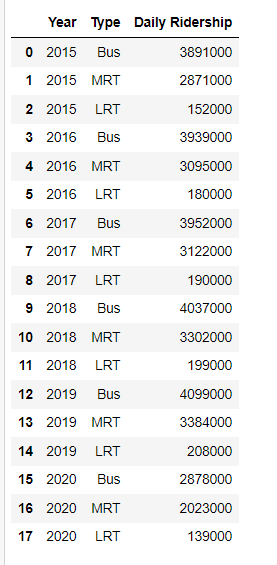 Year Type Daily Ridership
0 2015 Bus 3891000
1 2015 MRT 2871000
2 2015 LRT 152000
3 2016 Bus 3939000
4 2016 MRT 3095000
5 2016 LRT 180000
6 2017 Bus 3952000
7 2017 MRT 3122000
8 2017 LRT 190000
9 2018 Bus 4037000
10 2018 MRT 3302000
11 2018 LRT 199000
12 2019 Bus 4099000
13 2019 MRT 3384000
14 2019 LRT 208000
15 2020 Bus 2878000
16 2020 MRT 2023000
17 2020 LRT 139000